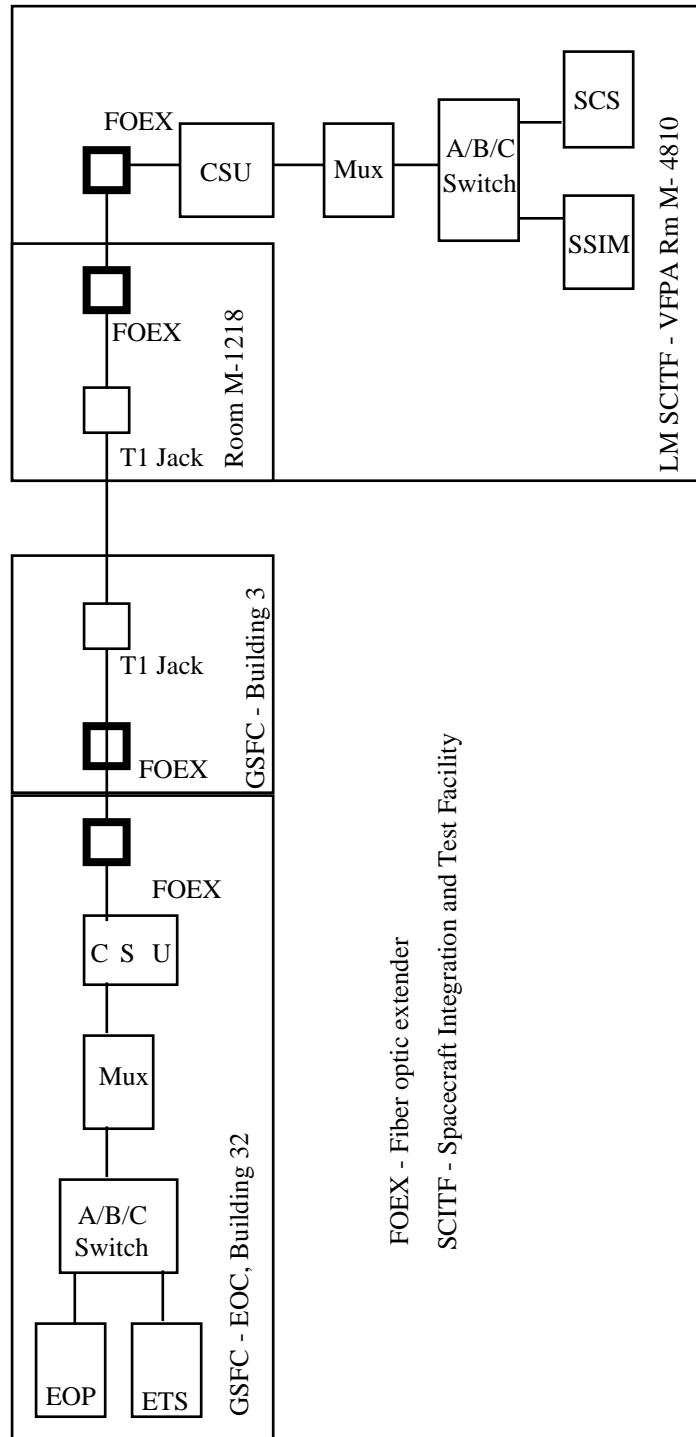 FOEX
CSU
Mux
A/B/C
Switch
SCS
SSIM
LM SCITF - VFPA Rm M- 4810
FOEX
T1 Jack
Room M-1218
T1 Jack
FOEX
GSFC - Building 3
FOEX
C S U
Mux
A/B/C
Switch
EOP
ETS
GSFC - EOC, Building 32
FOEX - Fiber optic extender
SCITF - Spacecraft Integration and Test Facility